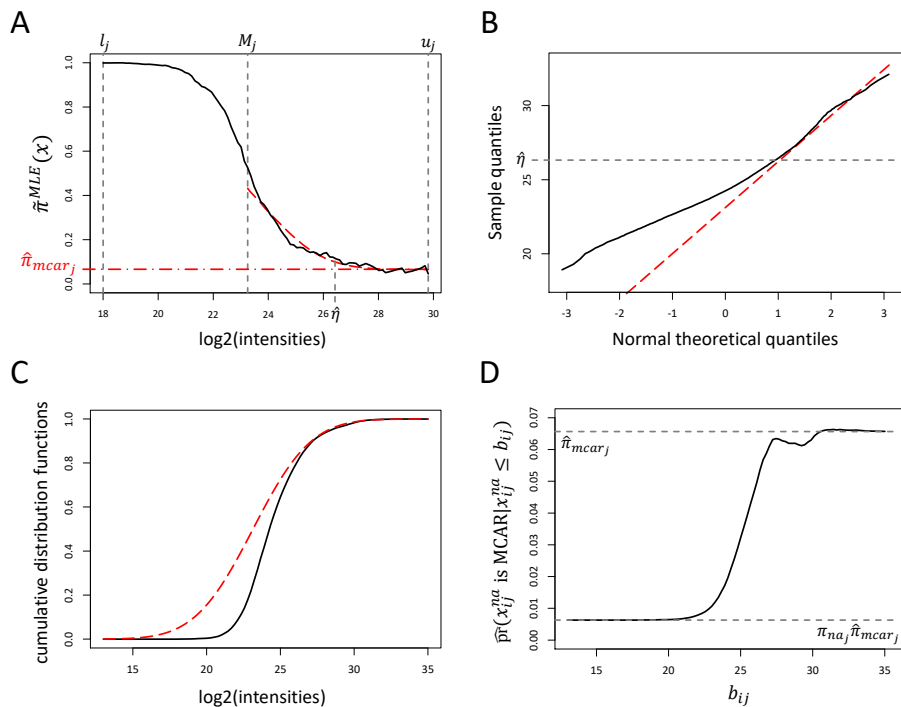 A
l_j M_j u_j
π̃^MLE(x)
1.0
0.8
0.6
0.4
0.2
0.0
π̂_mcar_j
18 20 22 24 26 28 30
η̂
log2(intensities)
B
Sample quantiles
30
25
20
η̂
-3 -2 -1 0 1 2 3
Normal theoretical quantiles
C
cumulative distribution functions
1.0
0.8
0.6
0.4
0.2
0.0
15 20 25 30 35
log2(intensities)
D
p̂r(x_ij^na is MCAR|x_ij^na ≤ b_ij)
0.07
0.06
0.05
0.04
0.03
0.02
0.01
0.00
π̂_mcar_j
π_na_j π̂_mcar_j
15 20 25 30 35
b_ij